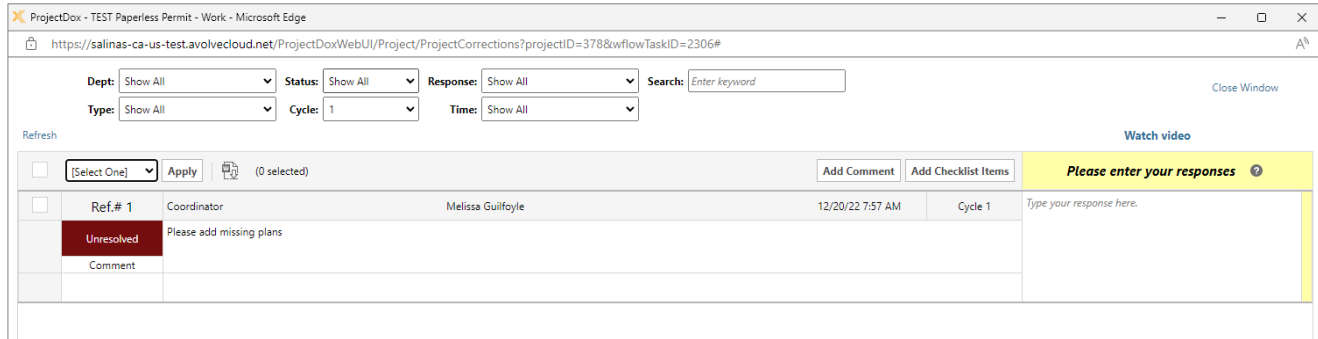 ProjectDox - TEST Paperless Permit - Work - Microsoft Edge
https://salinas-ca-us-test.avolvecloud.net/ProjectDoxWebUI/Project/ProjectCorrections?projectID=378&wflowTaskID=2306#
Dept: Show All Status: Show All Response: Show All Search: Enter keyword
Close Window
Type: Show All Cycle: 1 Time: Show All
Refresh
Watch video
[Select One] Apply (0 selected) Add Comment Add Checklist Items Please enter your responses ?
Ref.# 1 Coordinator Melissa Guilfoyle 12/20/22 7:57 AM Cycle 1 Type your response here.
Unresolved Please add missing plans
Comment